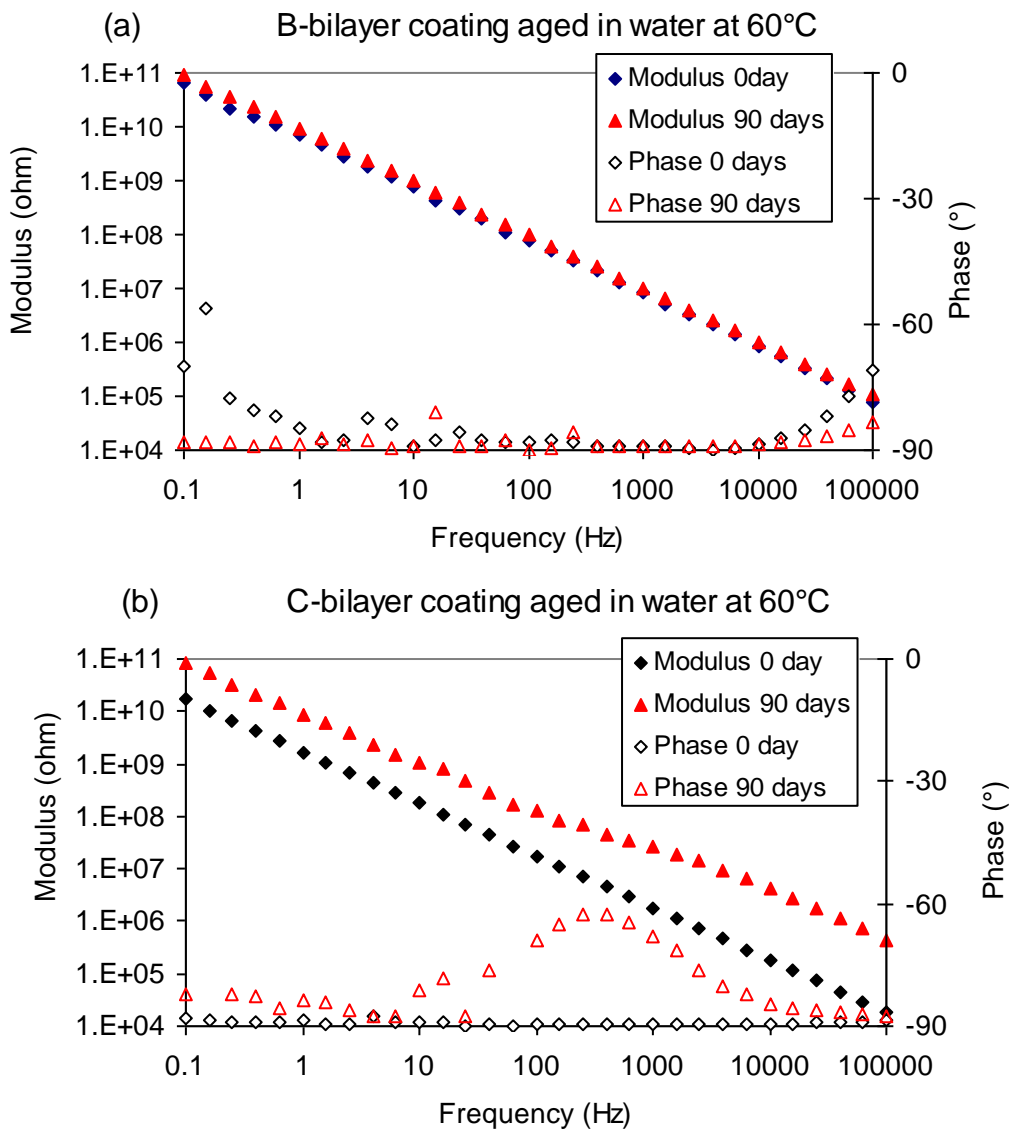 (a) B-bilayer coating aged in water at 60°C
Modulus 0day
Modulus 90 days
Phase 0 days
Phase 90 days
1.E+11
1.E+10
1.E+09
1.E+08
1.E+07
1.E+06
1.E+05
1.E+04
Modulus (ohm)
0
-30
-60
-90
Phase (°)
0.1 1 10 100 1000 10000 100000
Frequency (Hz)
(b) C-bilayer coating aged in water at 60°C
Modulus 0 day
Modulus 90 days
Phase 0 day
Phase 90 days
1.E+11
1.E+10
1.E+09
1.E+08
1.E+07
1.E+06
1.E+05
1.E+04
Modulus (ohm)
0
-30
-60
-90
Phase (°)
0.1 1 10 100 1000 10000 100000
Frequency (Hz)